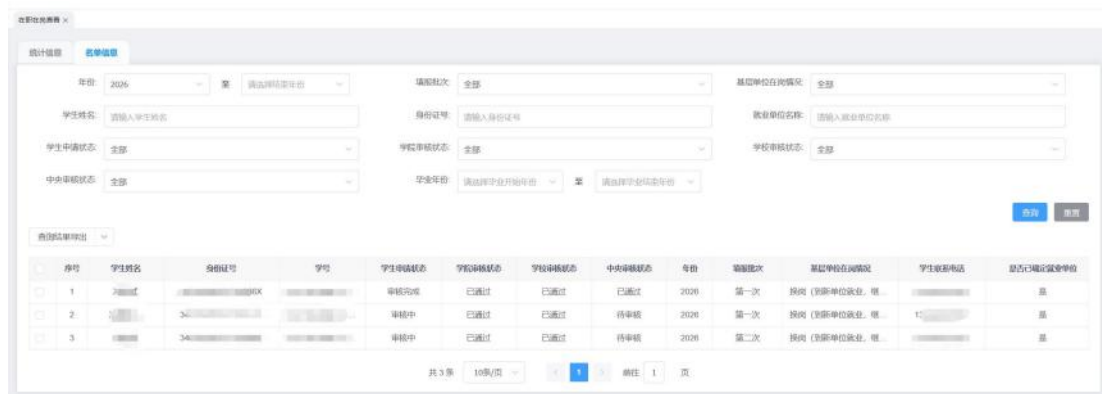 在职在岗查看 ×
统计信息 名单信息
年份: 2026 至 请选择结束年份 填报批次: 全部 基层单位在岗情况: 全部
学生姓名: 请输入学生姓名 身份证号: 请输入身份证号 就业单位名称: 请输入就业单位名称
学生申请状态: 全部 学院审核状态: 全部 学校审核状态: 全部
中央审核状态: 全部 毕业年份: 请选择毕业开始年份 至 请选择毕业结束年份
查询 重置
查询结果导出
序号 学生姓名 身份证号 学号 学生申请状态 学院审核状态 学校审核状态 中央审核状态 年份 填报批次 基层单位在岗情况 学生联系电话 是否已确定就业单位
1 审核完成 已通过 已通过 已通过 2026 第一次 换岗（到新单位就业，继... 是
2 34 审核中 已通过 已通过 待审核 2026 第一次 换岗（到新单位就业，继... 是
3 34 审核中 已通过 已通过 待审核 2026 第二次 换岗（到新单位就业，继... 是
共 3 条 10条/页 < 1 > 前往 1 页